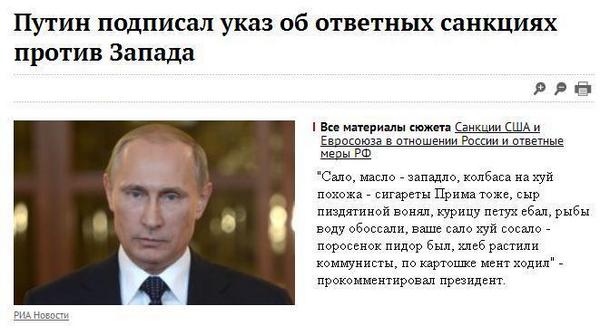 Путин подписал указ об ответных санкциях
против Запада
Все материалы сюжета Санкции США и
Евросоюза в отношении России и ответные
меры РФ
"Сало, масло - западло, колбаса на хуй
похожа - сигареты Прима тоже, сыр
пиздятиной вонял, курицу петух ебал, рыбы
воду обоссали, ваше сало хуй сосало -
поросенок пидор был, хлеб растили
коммунисты, по картошке мент ходил" -
прокомментировал президент.
РИА Новости